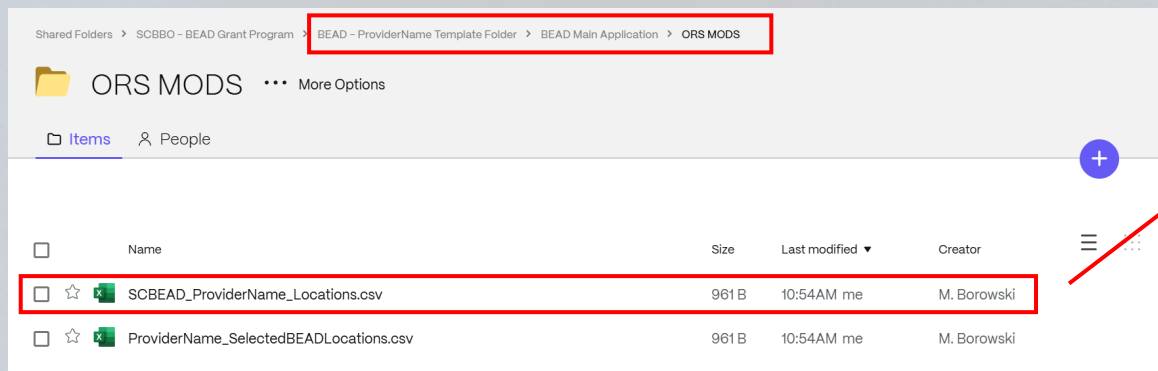 Shared Folders > SCBBO - BEAD Grant Program > BEAD - ProviderName Template Folder > BEAD Main Application > ORS MODS
ORS MODS ••• More Options
Items People
Name Size Last modified ▼ Creator
SCBEAD_ProviderName_Locations.csv 961 B 10:54AM me M. Borowski
ProviderName_SelectedBEADLocations.csv 961 B 10:54AM me M. Borowski